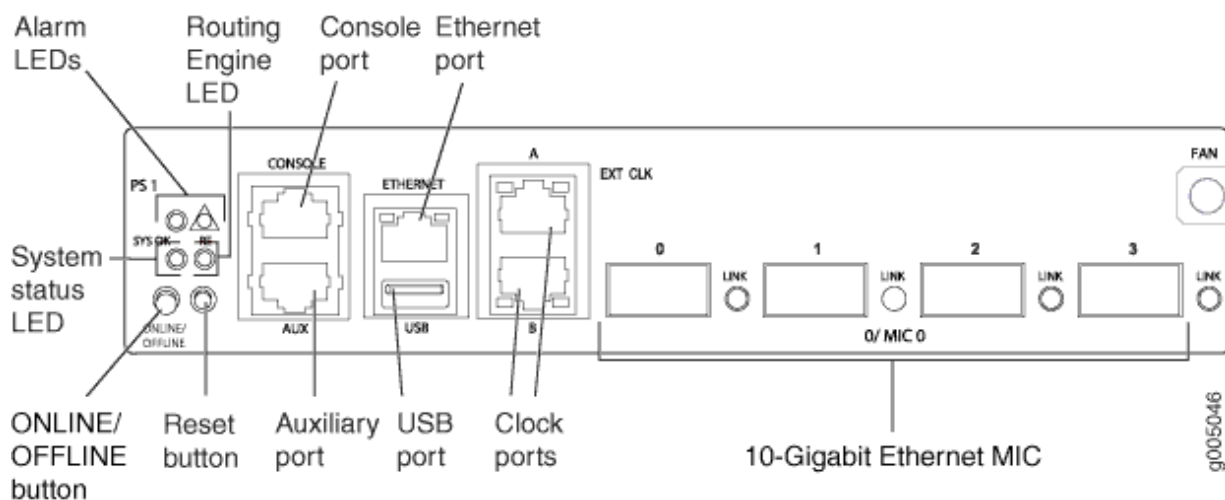 Alarm LEDs
Routing Engine LED
Console port
Ethernet port
CONSOLE
A
EXT CLK
FAN
PS 1
ETHERNET
SYS OK
RE
System status LED
0
1
2
3
LINK
LINK
LINK
LINK
ONLINE/
OFFLINE
AUX
USB
B
0/ MIC 0
ONLINE/ OFFLINE button
Reset button
Auxiliary port
USB port
Clock ports
10-Gigabit Ethernet MIC
g005046